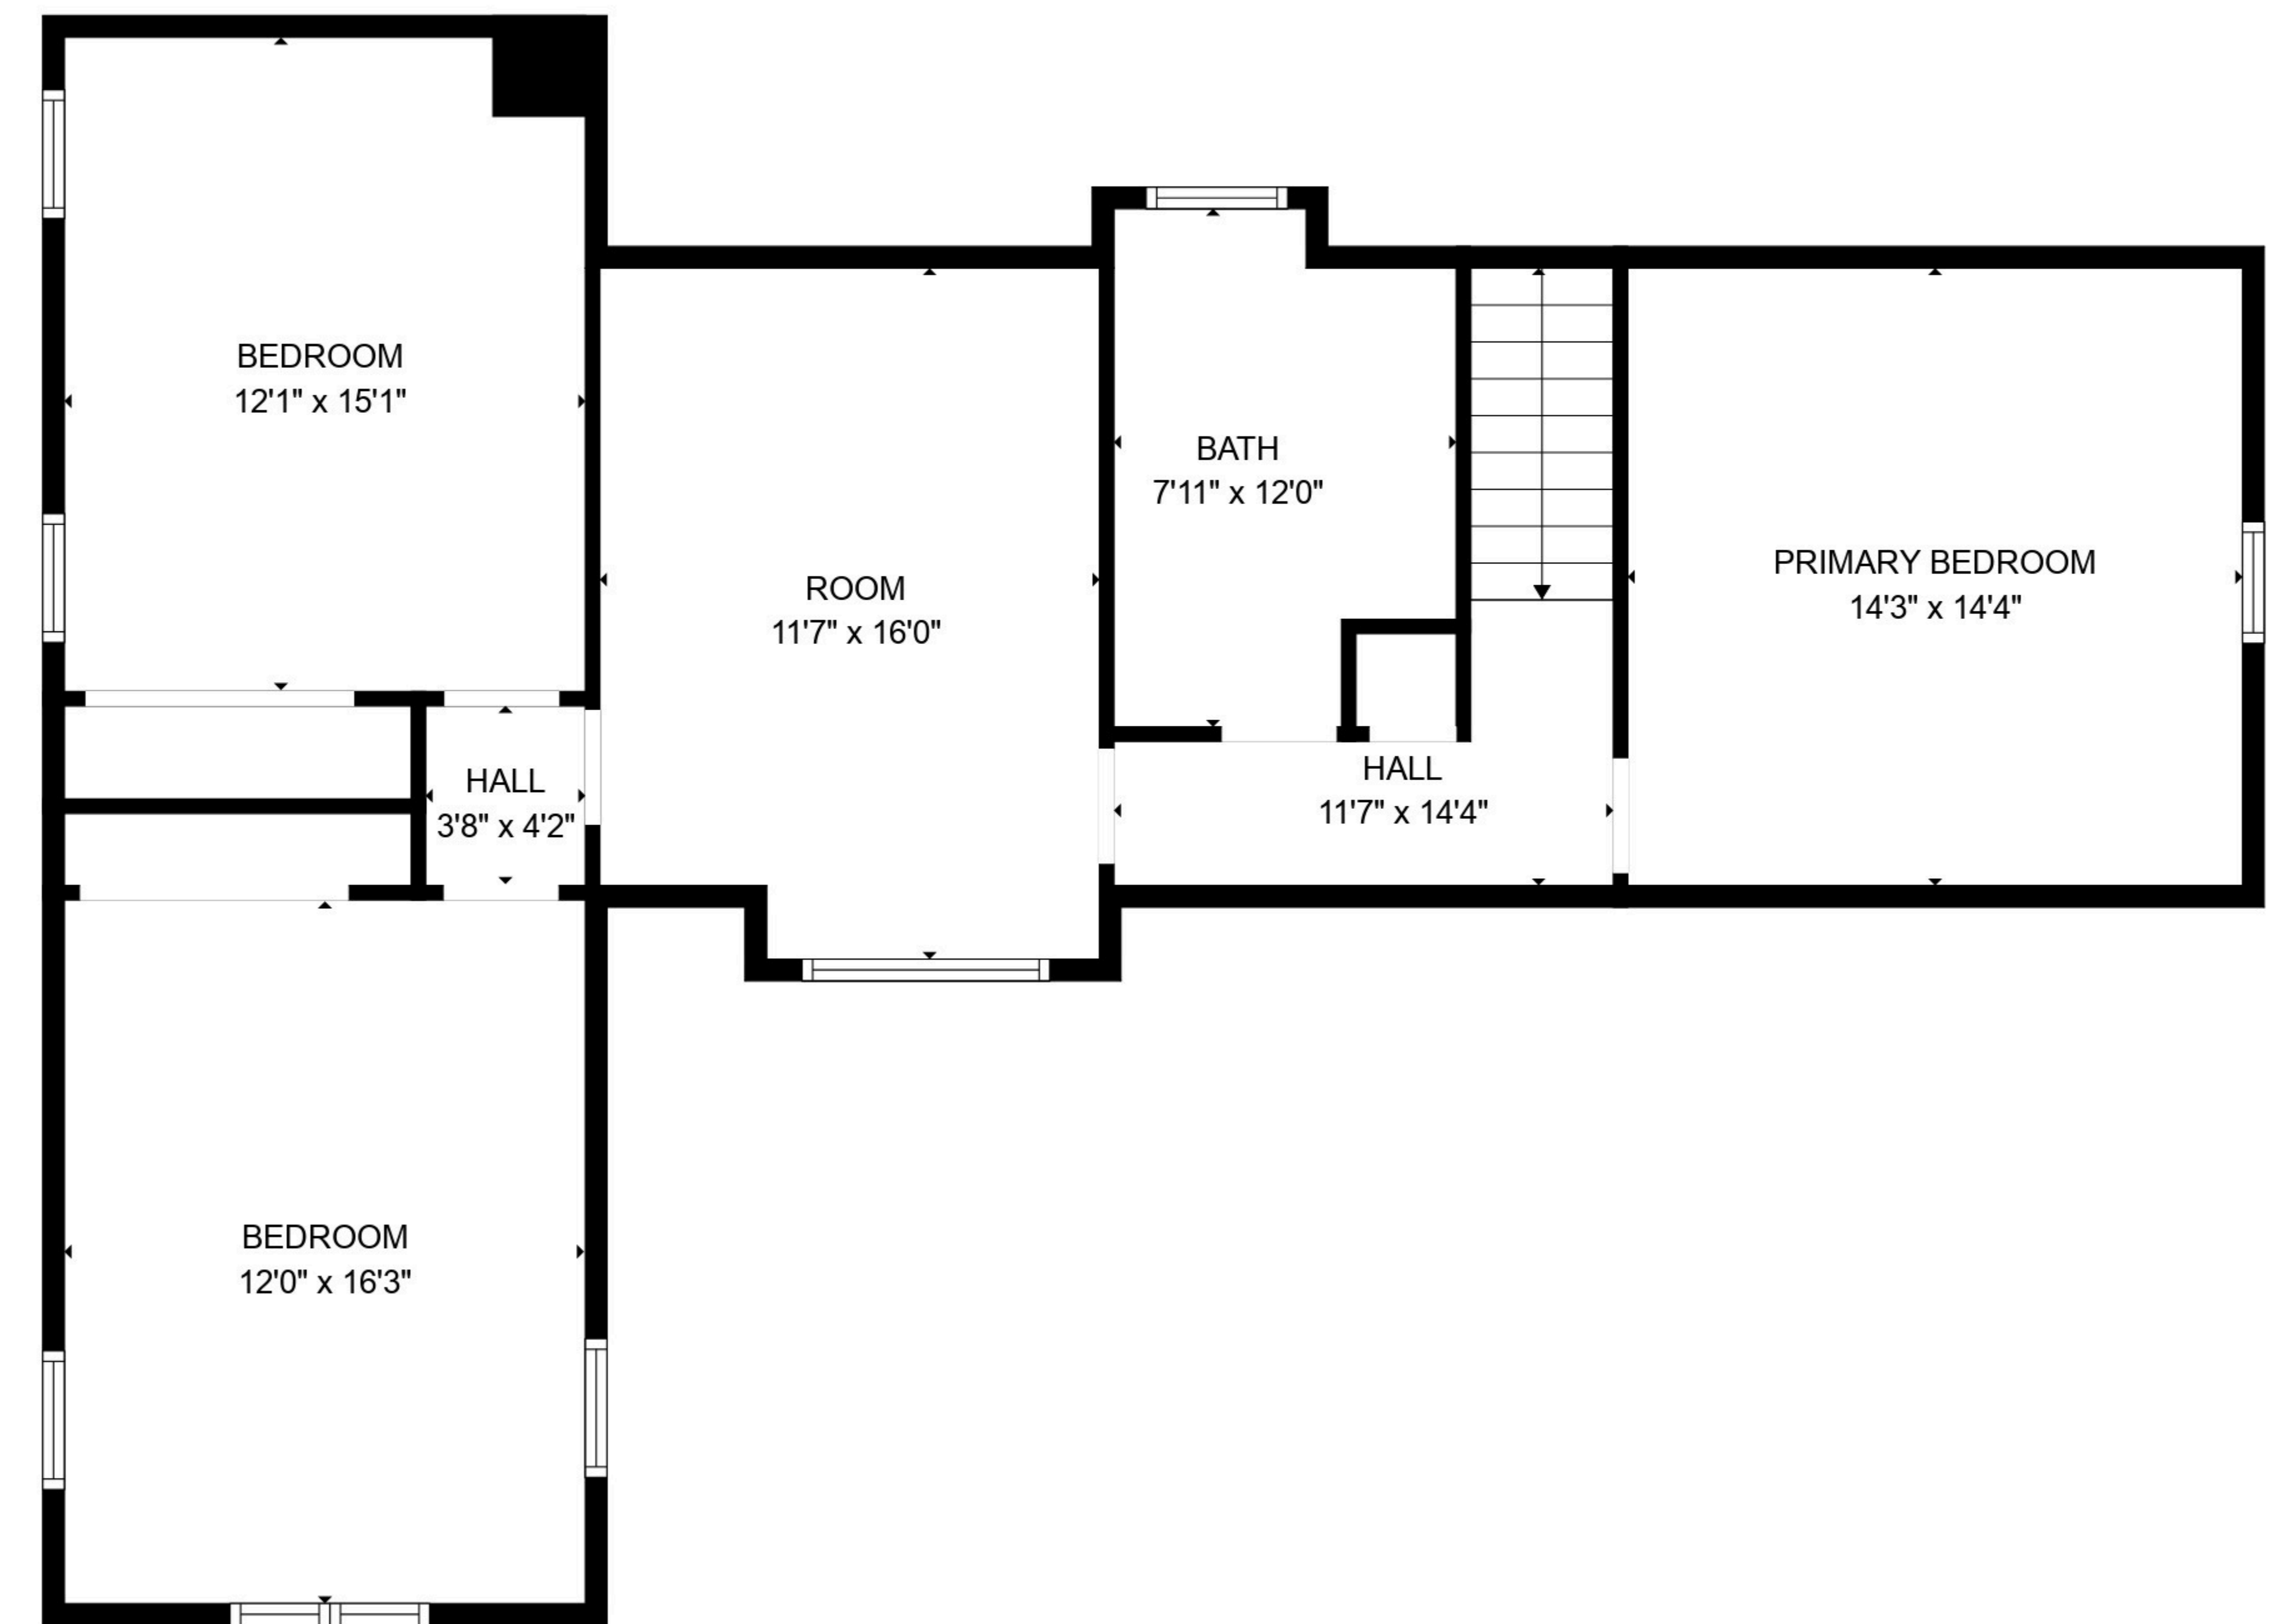 BEDROOM
12'1" x 15'1"
BATH
7'11" x 12'0"
PRIMARY BEDROOM
14'3" x 14'4"
ROOM
11'7" x 16'0"
HALL
3'8" x 4'2"
HALL
11'7" x 14'4"
BEDROOM
12'0" x 16'3"